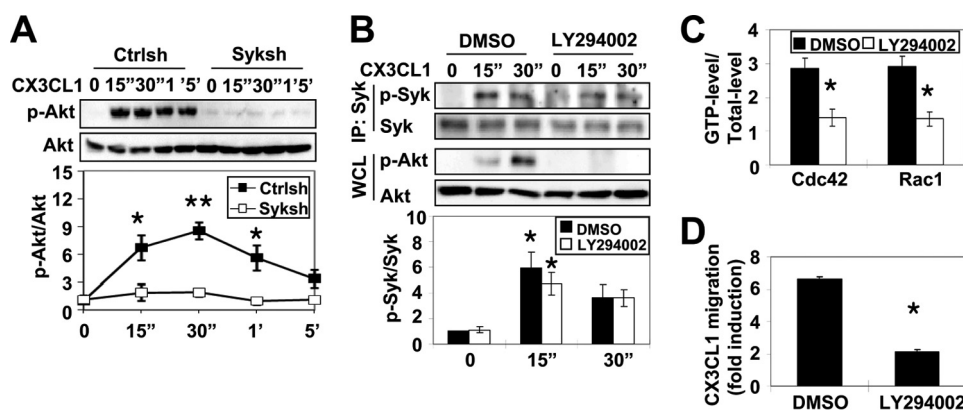 A
Ctrlsh Syksh
CX3CL1 0 15” 30” 1 ’5’ 0 15”30”1’5’
p-Akt
Akt
p-Akt/Akt
15
12
9
6
3
0
Ctrlsh
Syksh
* ** *
0 15” 30” 1’ 5’
B
DMSO LY294002
CX3CL1 0 15” 30” 0 15” 30”
IP: Syk
p-Syk
Syk
WCL
p-Akt
Akt
p-Syk/Syk
8
6
4
2
0
DMSO
LY294002
* *
0 15” 30”
C
GTP-level/
Total-level
4
3
2
1
0
DMSO LY294002
* *
Cdc42 Rac1
D
CX3CL1 migration
(fold induction)
8
6
4
2
0
*
DMSO LY294002